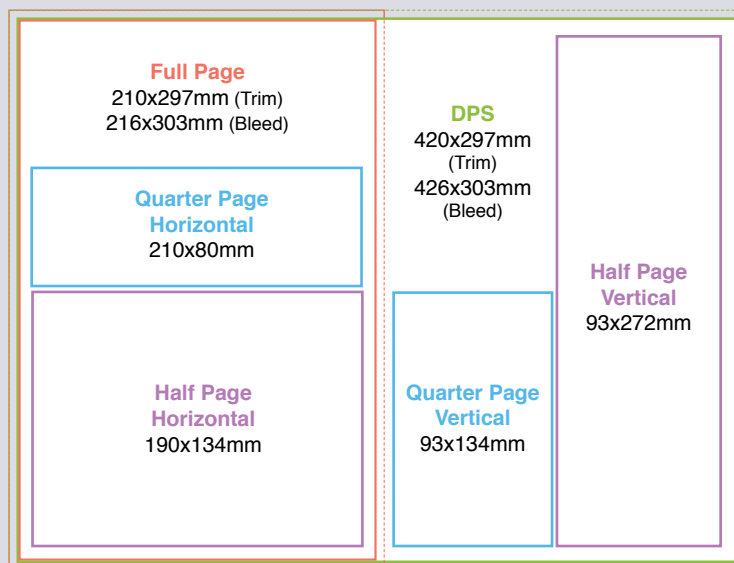 Full Page
210x297mm (Trim)
216x303mm (Bleed)
Quarter Page
Horizontal
210x80mm
Half Page
Horizontal
190x134mm
DPS
420x297mm
(Trim)
426x303mm
(Bleed)
Quarter Page
Vertical
93x134mm
Half Page
Vertical
93x272mm